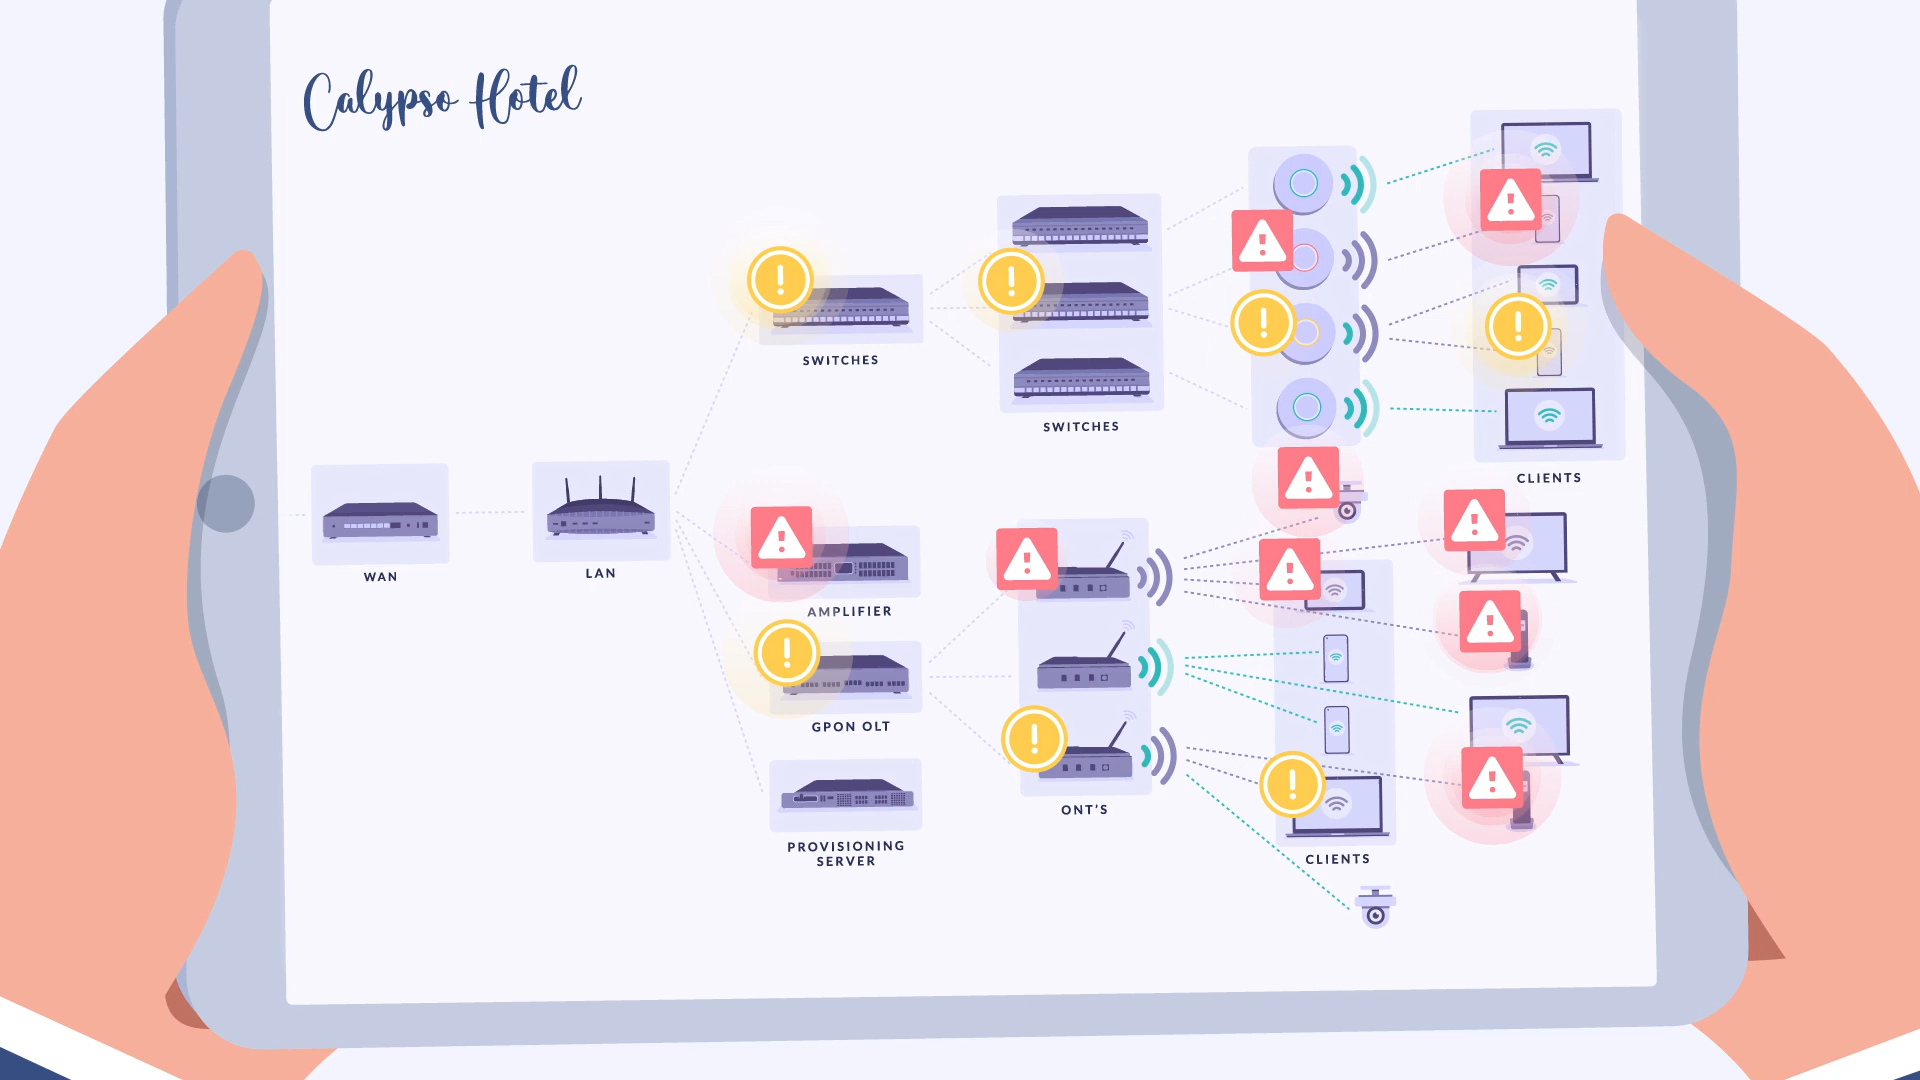 Calypso Hotel
SWITCHES
SWITCHES
CLIENTS
WAN
LAN
AMPLIFIER
GPON OLT
ONT'S
PROVISIONING
SERVER
CLIENTS